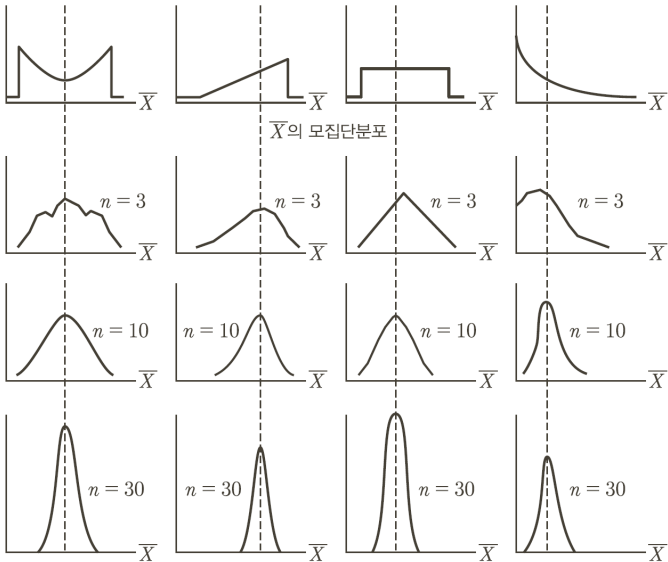 X̅ X̅ X̅ X̅
X̅의 모집단분포
n = 3 n = 3 n = 3 n = 3
X̅ X̅ X̅ X̅
n = 10 n = 10 n = 10 n = 10
X̅ X̅ X̅ X̅
n = 30 n = 30 n = 30 n = 30
X̅ X̅ X̅ X̅